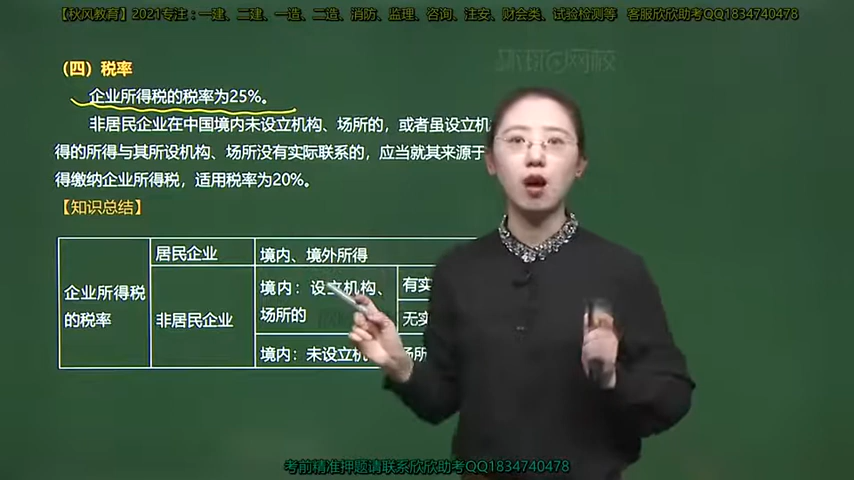 【秋风教育】2021专注：一建、二建、一造、二造、消防、监理、咨询、注安、财会类、试验检测等 客服欣欣助考QQ1834740478
环球网校
（四）税率
企业所得税的税率为25%。
非居民企业在中国境内未设立机构、场所的，或者虽设立机
得的所得与其所设机构、场所没有实际联系的，应当就其来源于
得缴纳企业所得税，适用税率为20%。
【知识总结】
企业所得税
的税率
居民企业
境内、境外所得
非居民企业
境内：设立机构、
场所的
有实
无实
境内：未设立机 场所
考前精准押题请联系欣欣助考QQ1834740478